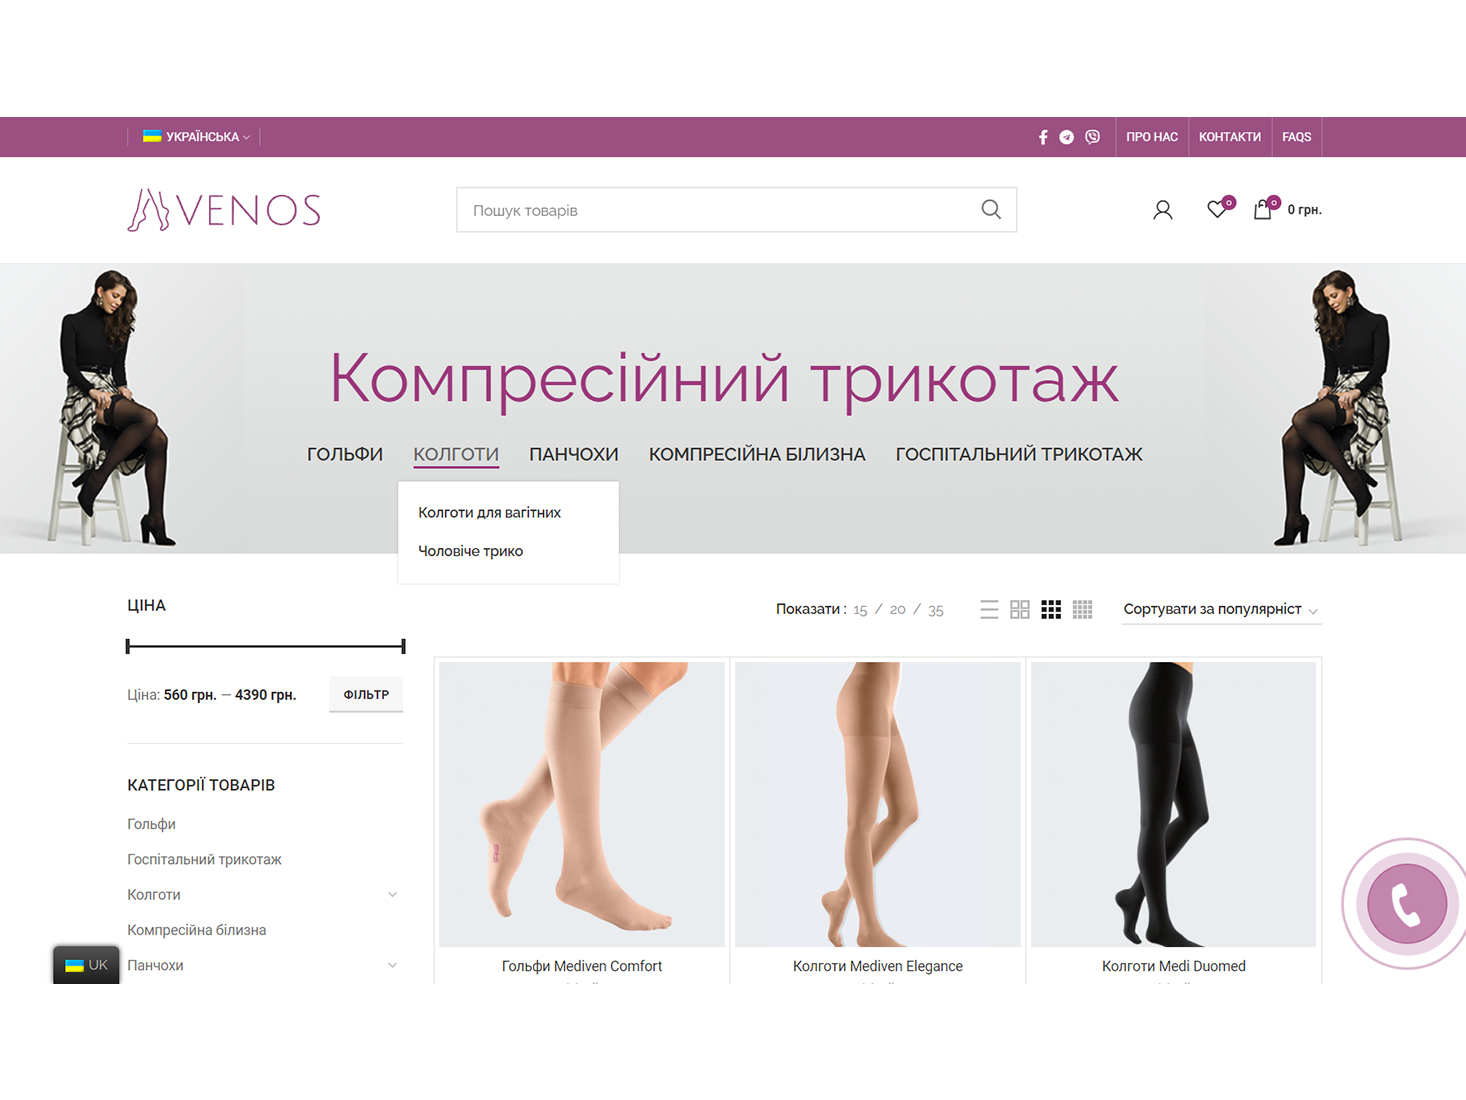 УКРАЇНСЬКА
ПРО НАС
КОНТАКТИ
FAQS
VENOS
Пошук товарів
0
0
0 грн.
Компресійний трикотаж
ГОЛЬФИ
КОЛГОТИ
ПАНЧОХИ
КОМПРЕСІЙНА БІЛИЗНА
ГОСПІТАЛЬНИЙ ТРИКОТАЖ
Колготи для вагітних
Чоловіче трико
ЦІНА
Ціна: 560 грн. — 4390 грн.
ФІЛЬТР
Показати : 15 / 20 / 35
Сортувати за популярніст
КАТЕГОРІЇ ТОВАРІВ
Гольфи
Госпітальний трикотаж
Колготи
Компресійна білизна
Панчохи
UK
Гольфи Mediven Comfort
Колготи Mediven Elegance
Колготи Medi Duomed